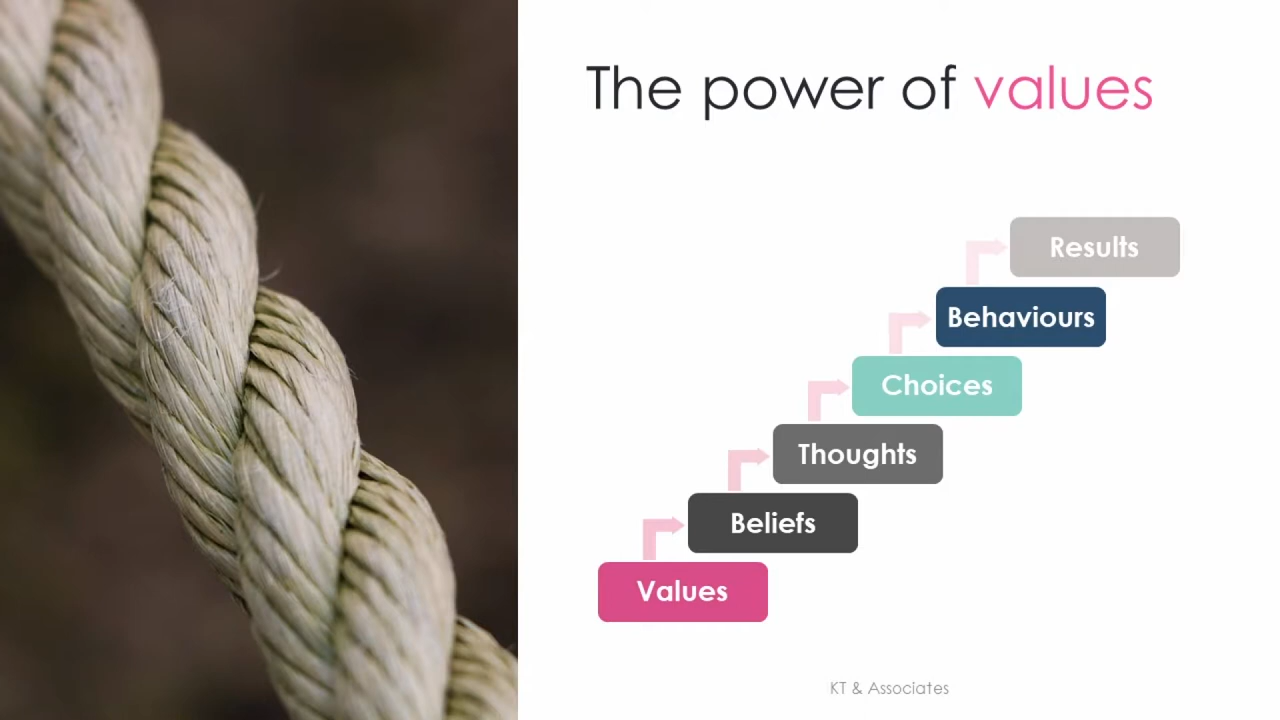 The power of values
Results
Behaviours
Choices
Thoughts
Beliefs
Values
KT & Associates